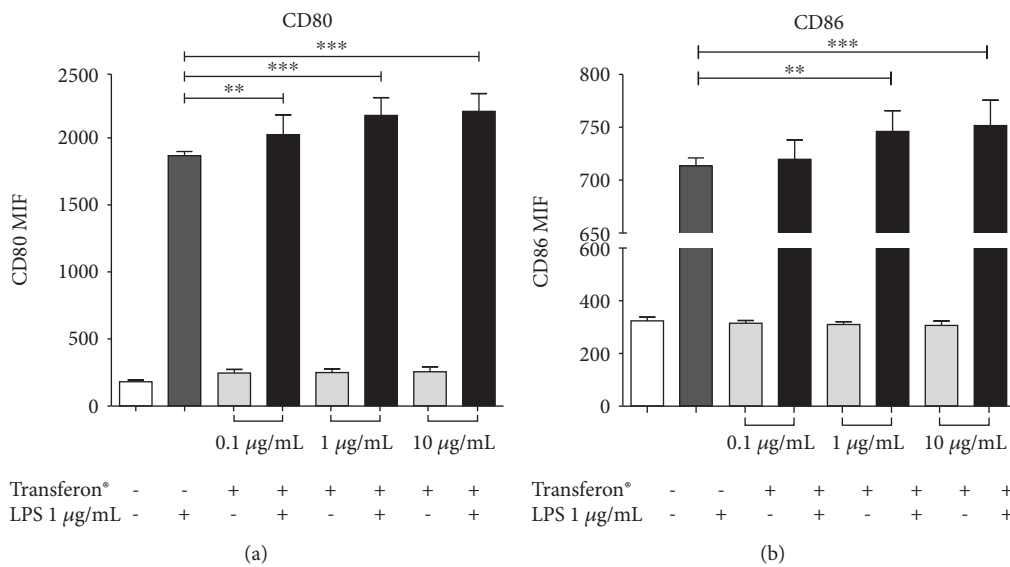 CD80
***
***
**
2500
2000
1500
1000
500
0
CD80 MIF
0.1 μg/mL 1 μg/mL 10 μg/mL
Transferon® - - + + + + + +
LPS 1 μg/mL - + - + - + - +
(a)
CD86
***
**
800
750
700
650
600
400
200
0
CD86 MIF
0.1 μg/mL 1 μg/mL 10 μg/mL
Transferon® - - + + + + + +
LPS 1 μg/mL - + - + - + - +
(b)